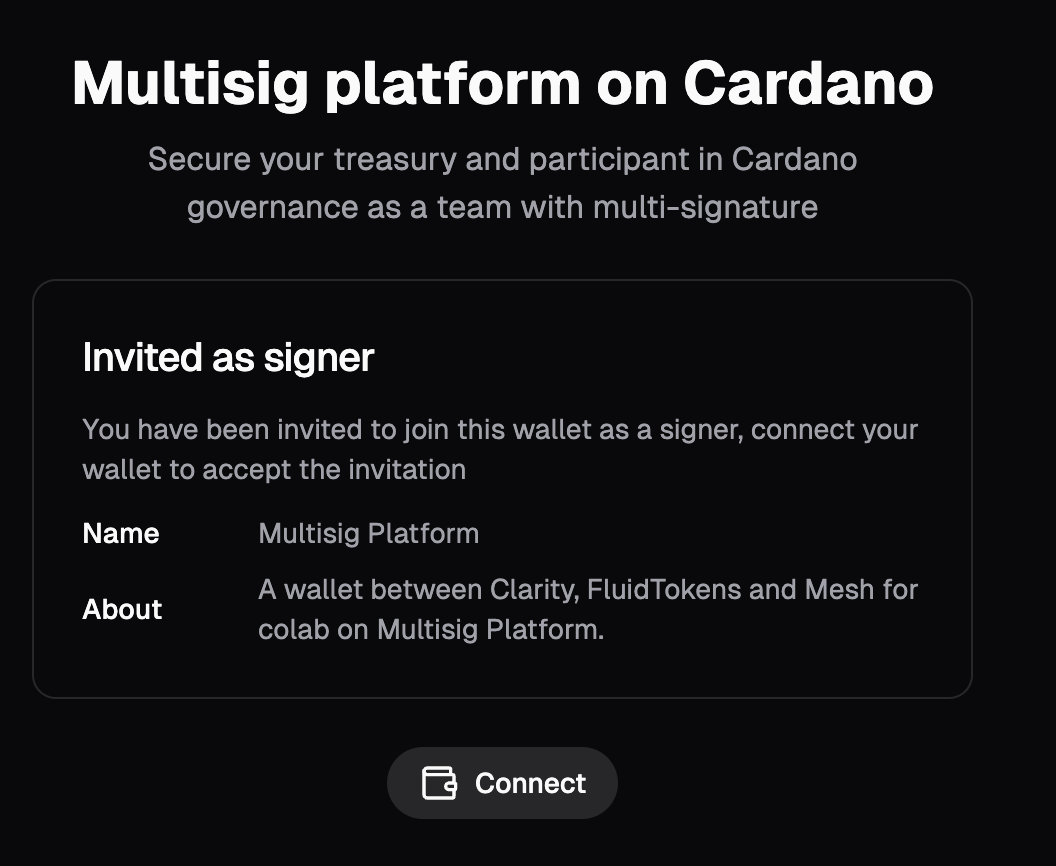 Multisig platform on Cardano
Secure your treasury and participant in Cardano
governance as a team with multi-signature
Invited as signer
You have been invited to join this wallet as a signer, connect your
wallet to accept the invitation
Name Multisig Platform
About A wallet between Clarity, FluidTokens and Mesh for
colab on Multisig Platform.
Connect